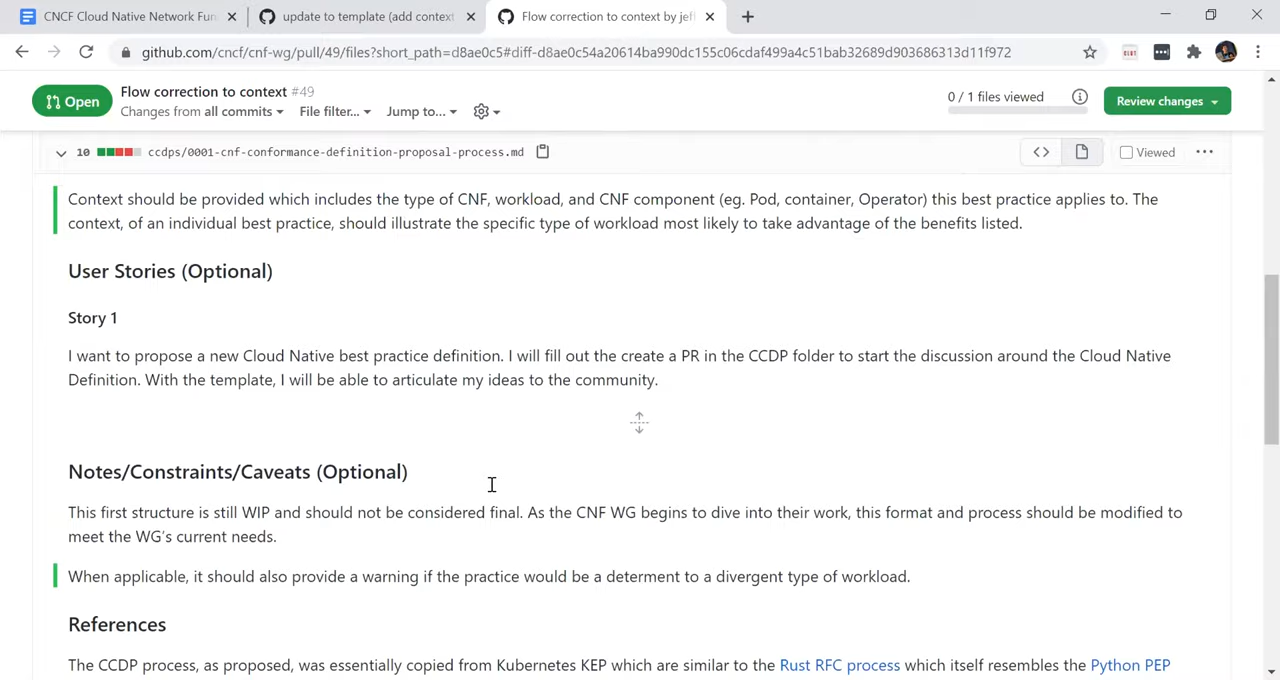 CNCF Cloud Native Network Fun
update to template (add context
Flow correction to context by jef
github.com/cncf/cnf-wg/pull/49/files?short_path=d8ae0c5#diff-d8ae0c54a20614ba990dc155c06cdaf499a4c51bab32689d903686313d11f972
Open
Flow correction to context #49
Changes from all commits
File filter...
Jump to...
0 / 1 files viewed
Review changes
10 ccdps/0001-cnf-conformance-definition-proposal-process.md
Viewed
Context should be provided which includes the type of CNF, workload, and CNF component (eg. Pod, container, Operator) this best practice applies to. The
context, of an individual best practice, should illustrate the specific type of workload most likely to take advantage of the benefits listed.
User Stories (Optional)
Story 1
I want to propose a new Cloud Native best practice definition. I will fill out the create a PR in the CCDP folder to start the discussion around the Cloud Native
Definition. With the template, I will be able to articulate my ideas to the community.
Notes/Constraints/Caveats (Optional)
This first structure is still WIP and should not be considered final. As the CNF WG begins to dive into their work, this format and process should be modified to
meet the WG's current needs.
When applicable, it should also provide a warning if the practice would be a determent to a divergent type of workload.
References
The CCDP process, as proposed, was essentially copied from Kubernetes KEP which are similar to the Rust RFC process which itself resembles the Python PEP